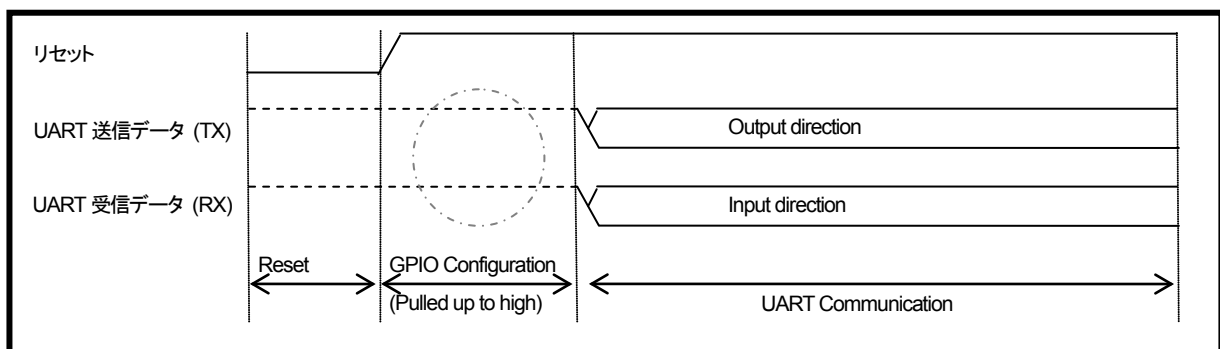 リセット
UART 送信データ (TX)
Output direction
UART 受信データ (RX)
Input direction
Reset
GPIO Configuration
(Pulled up to high)
UART Communication